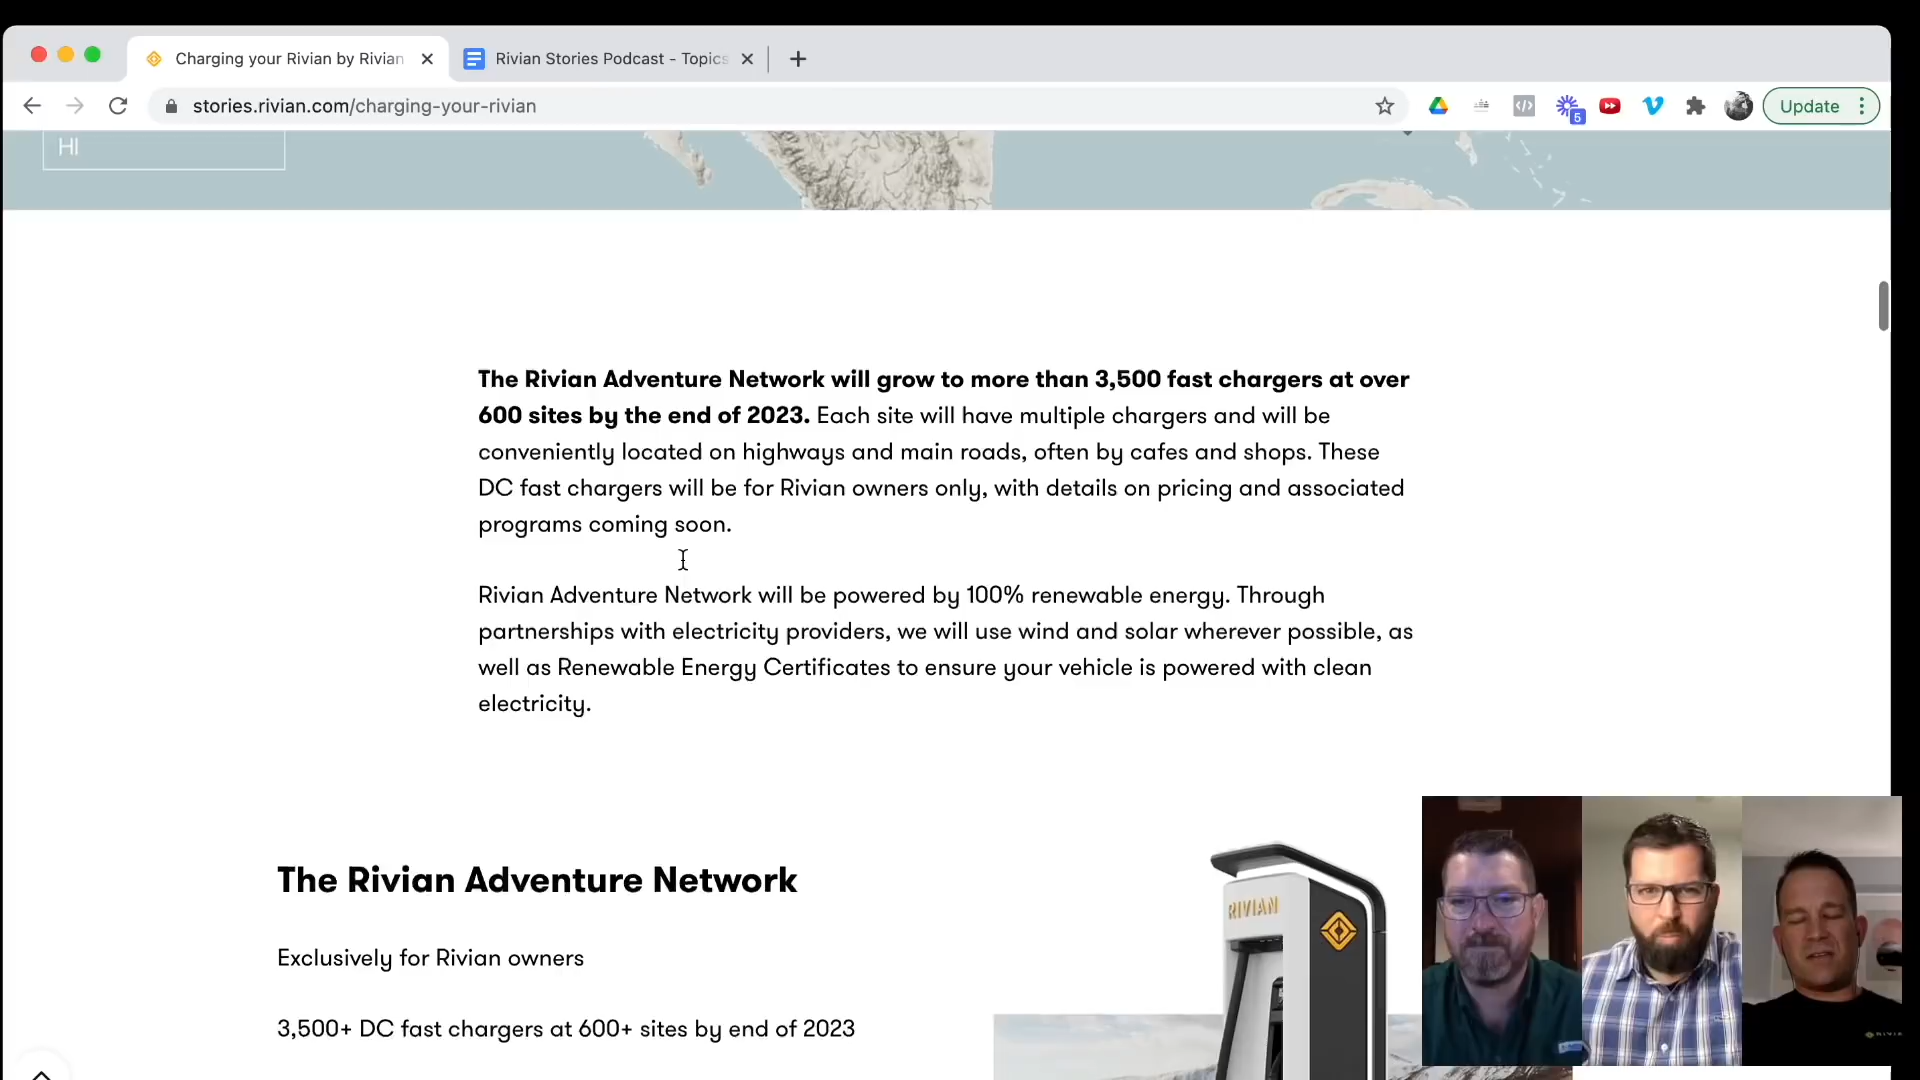 Charging your Rivian by Rivian
Rivian Stories Podcast - Topics
stories.rivian.com/charging-your-rivian
5
Update
HI
The Rivian Adventure Network will grow to more than 3,500 fast chargers at over
600 sites by the end of 2023. Each site will have multiple chargers and will be
conveniently located on highways and main roads, often by cafes and shops. These
DC fast chargers will be for Rivian owners only, with details on pricing and associated
programs coming soon.
Rivian Adventure Network will be powered by 100% renewable energy. Through
partnerships with electricity providers, we will use wind and solar wherever possible, as
well as Renewable Energy Certificates to ensure your vehicle is powered with clean
electricity.
The Rivian Adventure Network
Exclusively for Rivian owners
3,500+ DC fast chargers at 600+ sites by end of 2023
RIVIAN